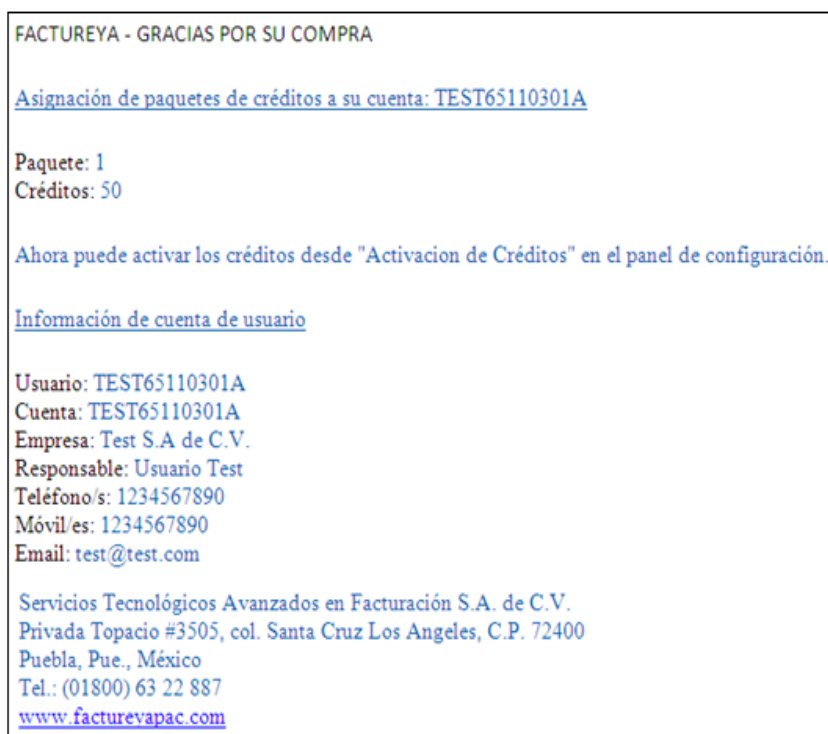 FACTUREYA - GRACIAS POR SU COMPRA
Asignación de paquetes de créditos a su cuenta: TEST65110301A
Paquete: 1
Créditos: 50
Ahora puede activar los créditos desde "Activacion de Créditos" en el panel de configuración.
Información de cuenta de usuario
Usuario: TEST65110301A
Cuenta: TEST65110301A
Empresa: Test S.A de C.V.
Responsable: Usuario Test
Teléfono/s: 1234567890
Móvil/es: 1234567890
Email: test@test.com
Servicios Tecnológicos Avanzados en Facturación S.A. de C.V.
Privada Topacio #3505, col. Santa Cruz Los Angeles, C.P. 72400
Puebla, Pue., México
Tel.: (01800) 63 22 887
www.factureyapac.com